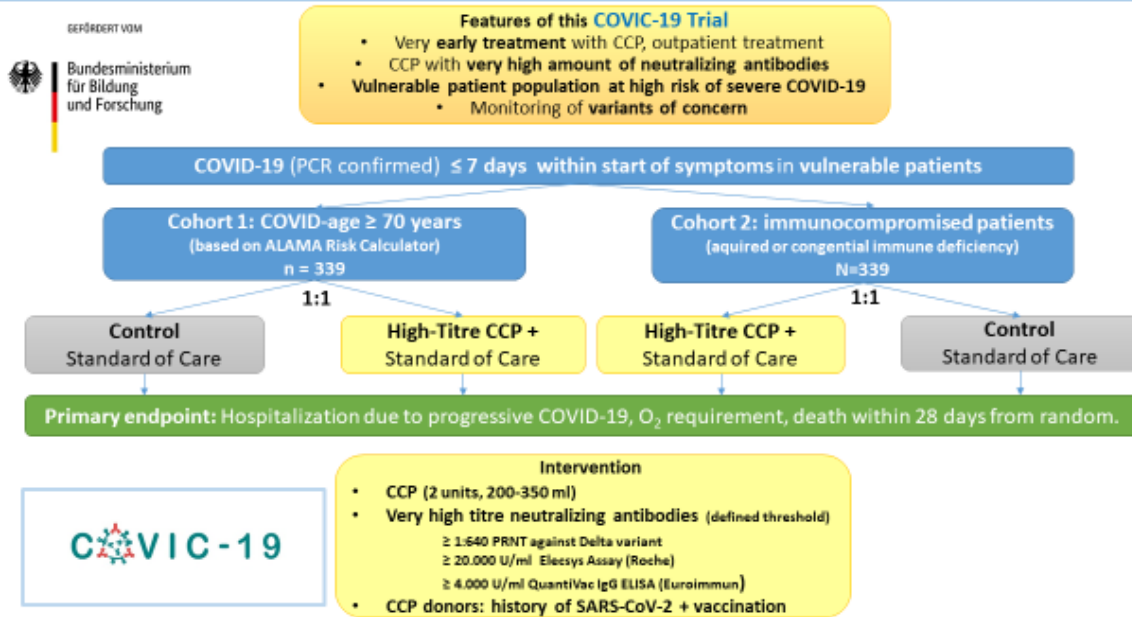 GEFÖRDERT VOM
Bundesministerium
für Bildung
und Forschung
Features of this COVIC-19 Trial
• Very early treatment with CCP, outpatient treatment
• CCP with very high amount of neutralizing antibodies
• Vulnerable patient population at high risk of severe COVID-19
• Monitoring of variants of concern
COVID-19 (PCR confirmed) ≤ 7 days within start of symptoms in vulnerable patients
Cohort 1: COVID-age ≥ 70 years
(based on ALAMA Risk Calculator)
n = 339
Cohort 2: immunocompromised patients
(aquired or congential immune deficiency)
N=339
1:1
1:1
Control
Standard of Care
High-Titre CCP +
Standard of Care
High-Titre CCP +
Standard of Care
Control
Standard of Care
Primary endpoint: Hospitalization due to progressive COVID-19, O₂ requirement, death within 28 days from random.
Intervention
• CCP (2 units, 200-350 ml)
• Very high titre neutralizing antibodies (defined threshold)
≥ 1:640 PRNT against Delta variant
≥ 20.000 U/ml Elecsys Assay (Roche)
≥ 4.000 U/ml QuantiVac IgG ELISA (Euroimmun)
• CCP donors: history of SARS-CoV-2 + vaccination
COVIC-19